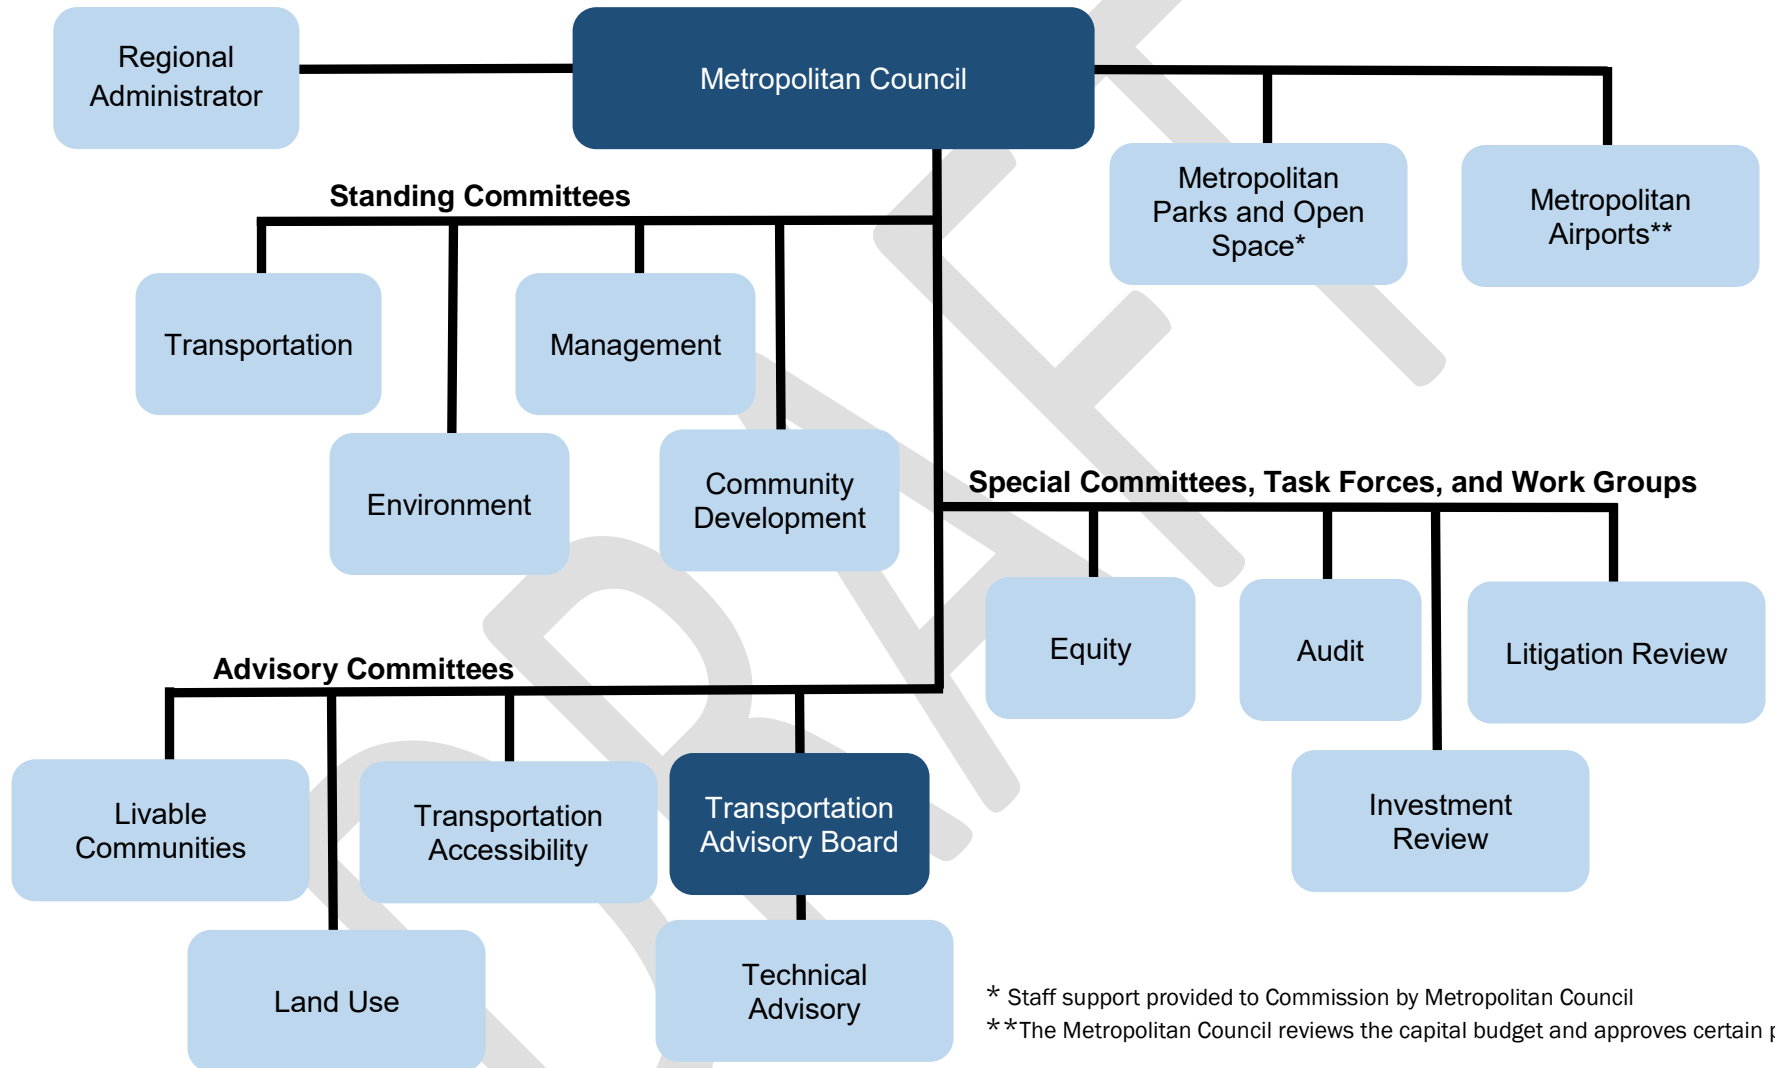 Regional
Administrator
Metropolitan Council
Metropolitan
Parks and Open
Space*
Metropolitan
Airports**
Standing Committees
Transportation
Management
Environment
Community
Development
Special Committees, Task Forces, and Work Groups
Equity
Audit
Litigation Review
Investment
Review
Advisory Committees
Livable
Communities
Transportation
Accessibility
Transportation
Advisory Board
Land Use
Technical
Advisory
* Staff support provided to Commission by Metropolitan Council
**The Metropolitan Council reviews the capital budget and approves certain
DRAFT